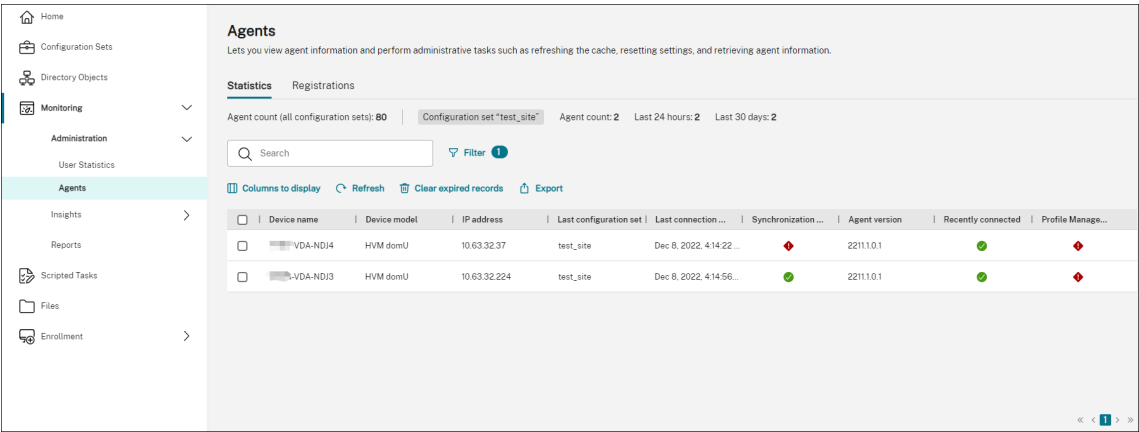 Home
Configuration Sets
Directory Objects
Monitoring
Administration
User Statistics
Agents
Insights
Reports
Scripted Tasks
Files
Enrollment
Agents
Lets you view agent information and perform administrative tasks such as refreshing the cache, resetting settings, and retrieving agent information.
Statistics Registrations
Agent count (all configuration sets): 80 Configuration set "test_site" Agent count: 2 Last 24 hours: 2 Last 30 days: 2
Search Filter 1
Columns to display Refresh Clear expired records Export
Device name Device model IP address Last configuration set Last connection ... Synchronization ... Agent version Recently connected Profile Manage...
VDA-NDJ4 HVM domU 10.63.32.37 test_site Dec 8, 2022, 4:14:22 ... 2211.1.0.1
-VDA-NDJ3 HVM domU 10.63.32.224 test_site Dec 8, 2022, 4:14:56... 2211.1.0.1
« < 1 > »